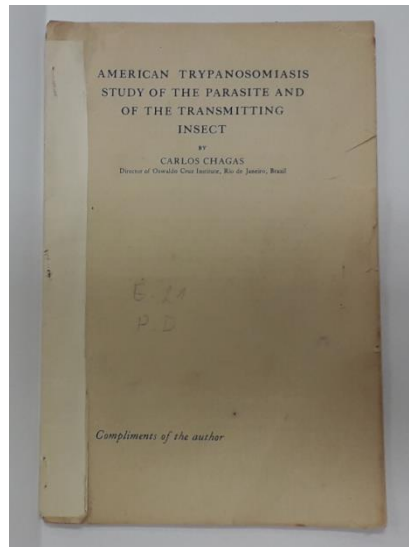 AMERICAN TRYPANOSOMIASIS
STUDY OF THE PARASITE AND
OF THE TRANSMITTING
INSECT
BY
CARLOS CHAGAS
Director of Oswaldo Cruz Institute, Rio de Janeiro, Brasil
Compliments of the author